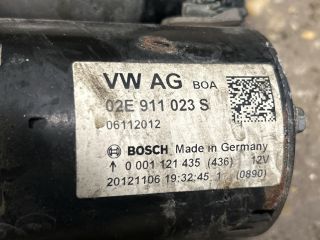 VW AG BOA
02E 911 023 S
06112012
BOSCH Made in Germany
0 001 121 435 (436) 12V
20121106 19:32:45 1 (0890)